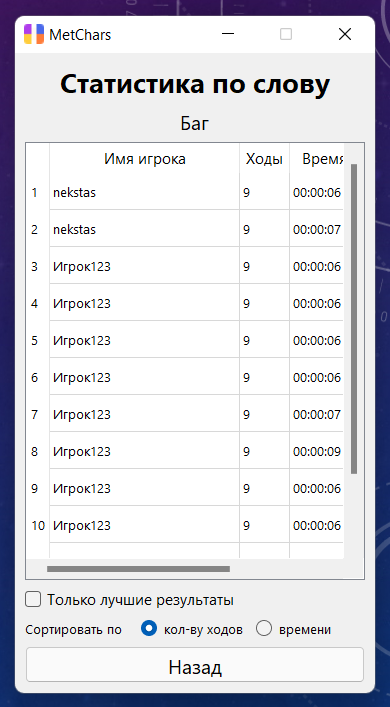 MetChars
Статистика по слову
Баг
Имя игрока Ходы Время
1 nekstas 9 00:00:06
2 nekstas 9 00:00:07
3 Игрок123 9 00:00:06
4 Игрок123 9 00:00:06
5 Игрок123 9 00:00:06
6 Игрок123 9 00:00:06
7 Игрок123 9 00:00:07
8 Игрок123 9 00:00:09
9 Игрок123 9 00:00:06
10 Игрок123 9 00:00:06
Только лучшие результаты
Сортировать по кол-ву ходов времени
Назад